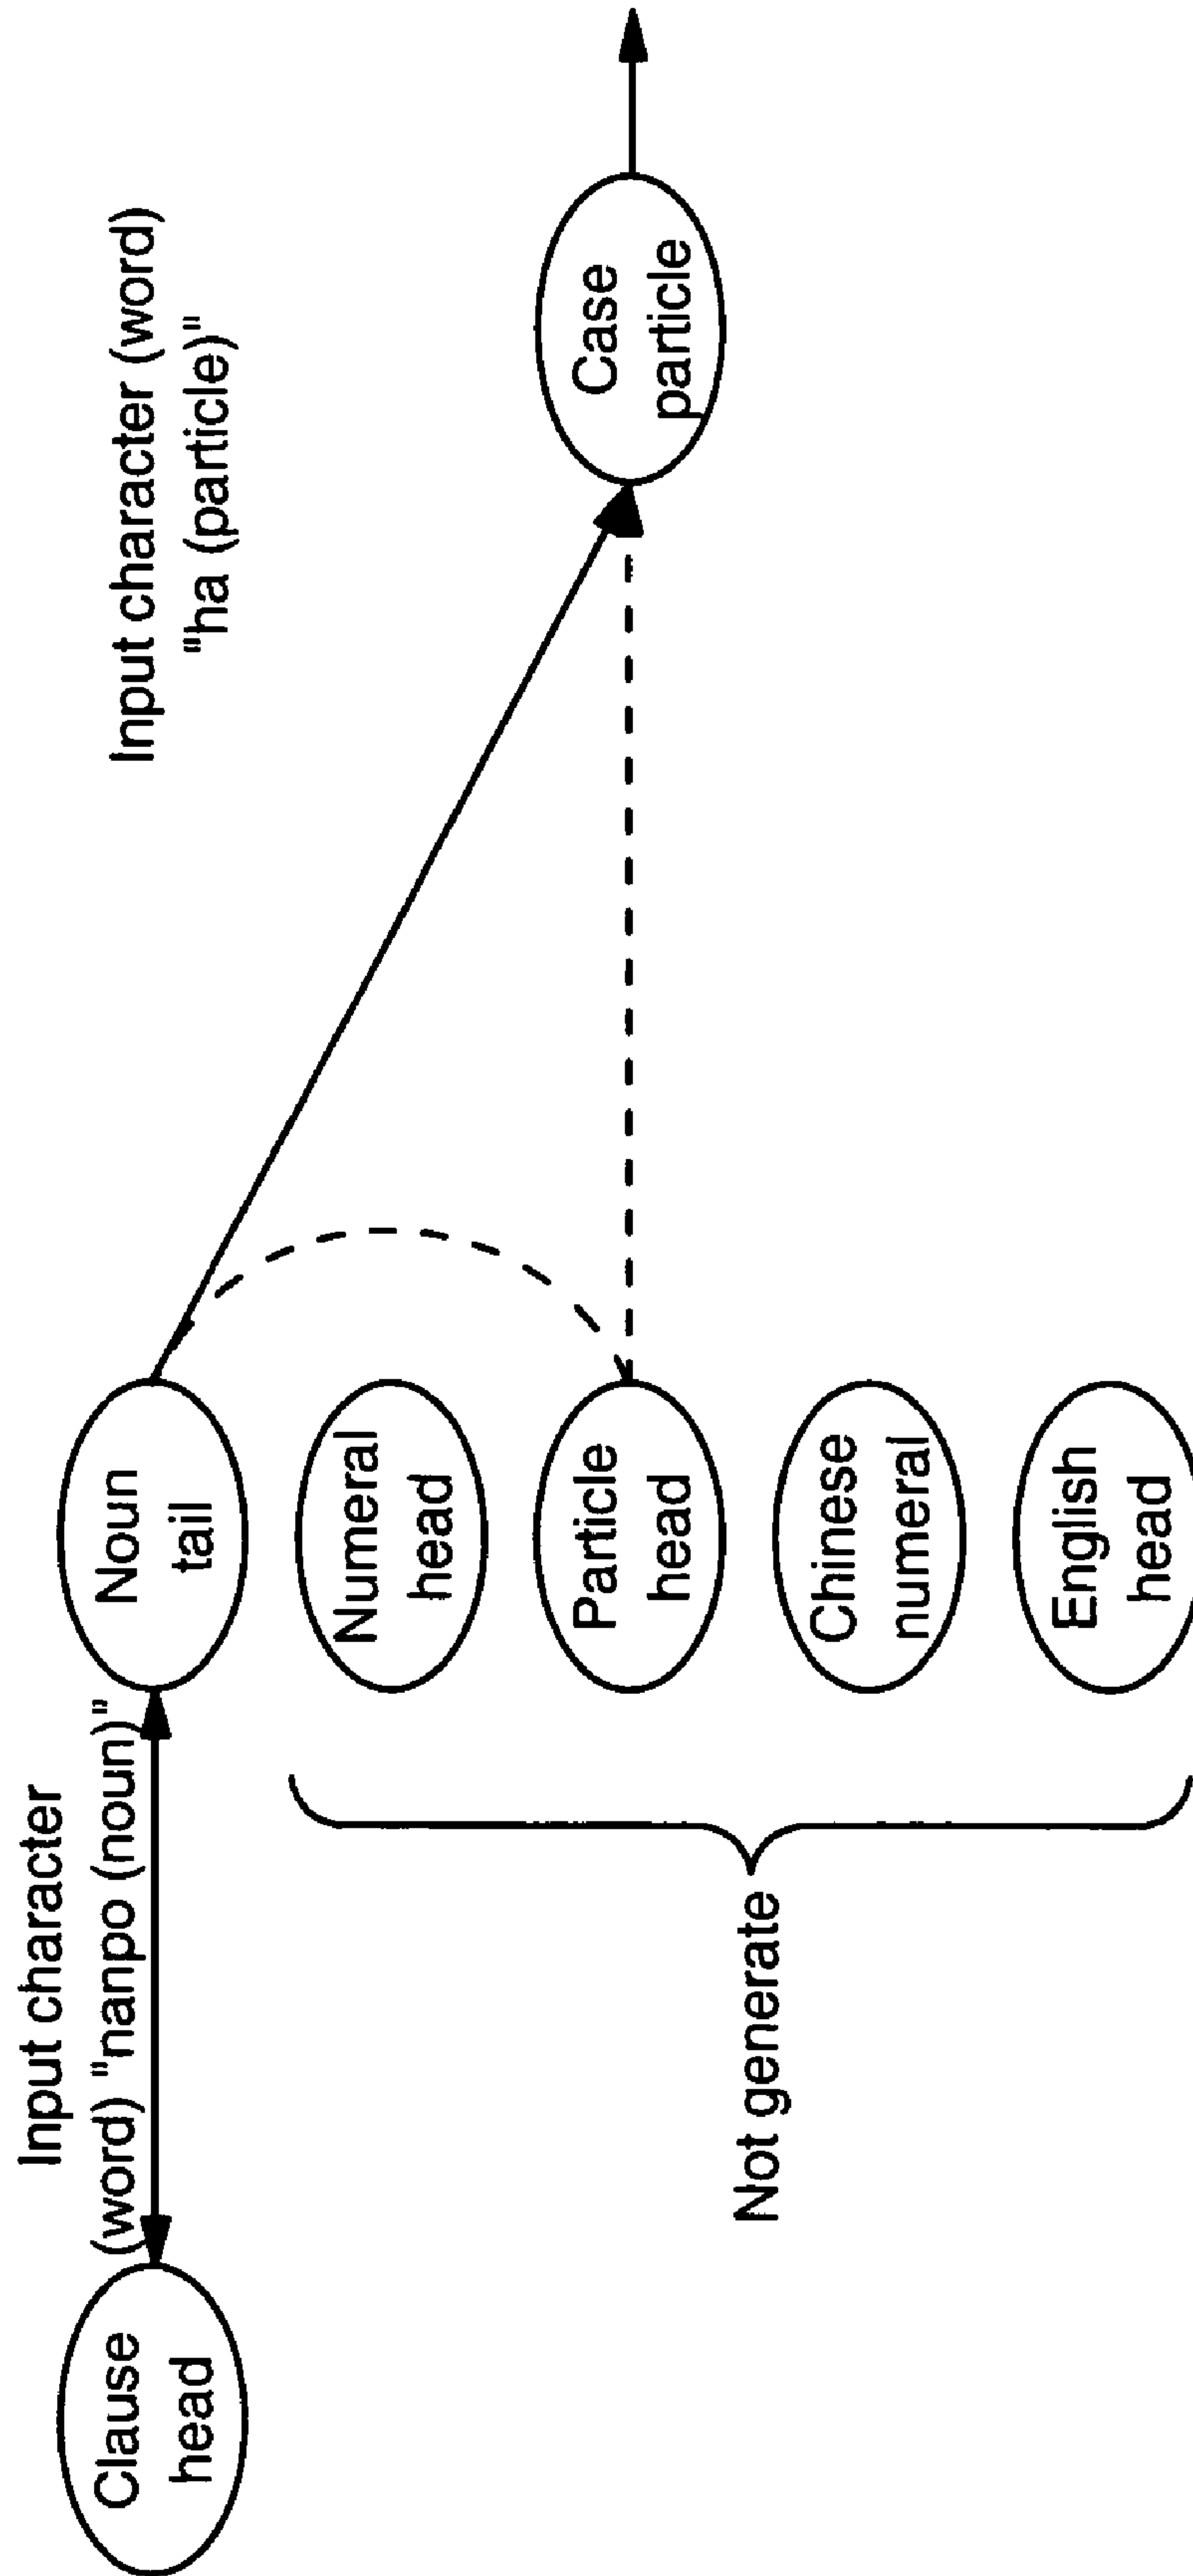 Input character
(word) "nanpo (noun)"
Clause
head
Noun
tail
Input character (word)
"ha (particle)"
Numeral
head
Particle
head
Case
particle
Not generate
Chinese
numeral
English
head